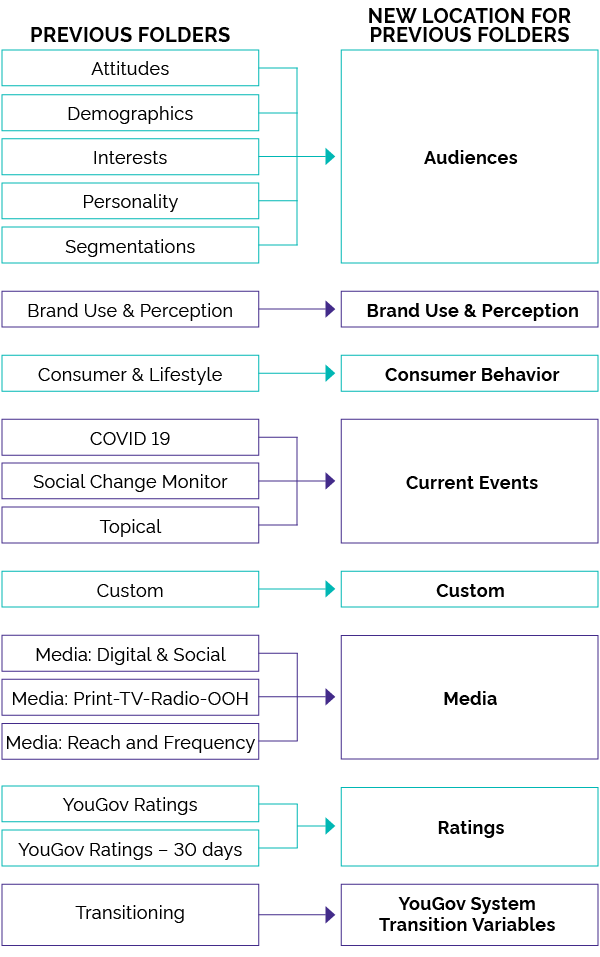 PREVIOUS FOLDERS
NEW LOCATION FOR
PREVIOUS FOLDERS
Attitudes
Demographics
Interests
Personality
Segmentations
Audiences
Brand Use & Perception
Brand Use & Perception
Consumer & Lifestyle
Consumer Behavior
COVID 19
Social Change Monitor
Topical
Current Events
Custom
Custom
Media: Digital & Social
Media: Print-TV-Radio-OOH
Media: Reach and Frequency
Media
YouGov Ratings
YouGov Ratings – 30 days
Ratings
Transitioning
YouGov System
Transition Variables